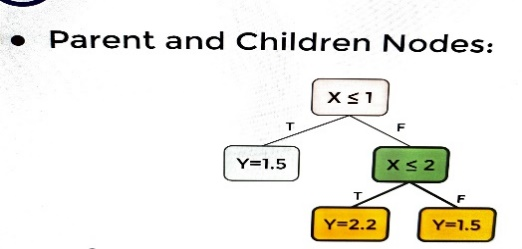 • Parent and Children Nodes:
X ≤ 1
T F
Y=1.5 X ≤ 2
T F
Y=2.2 Y=1.5